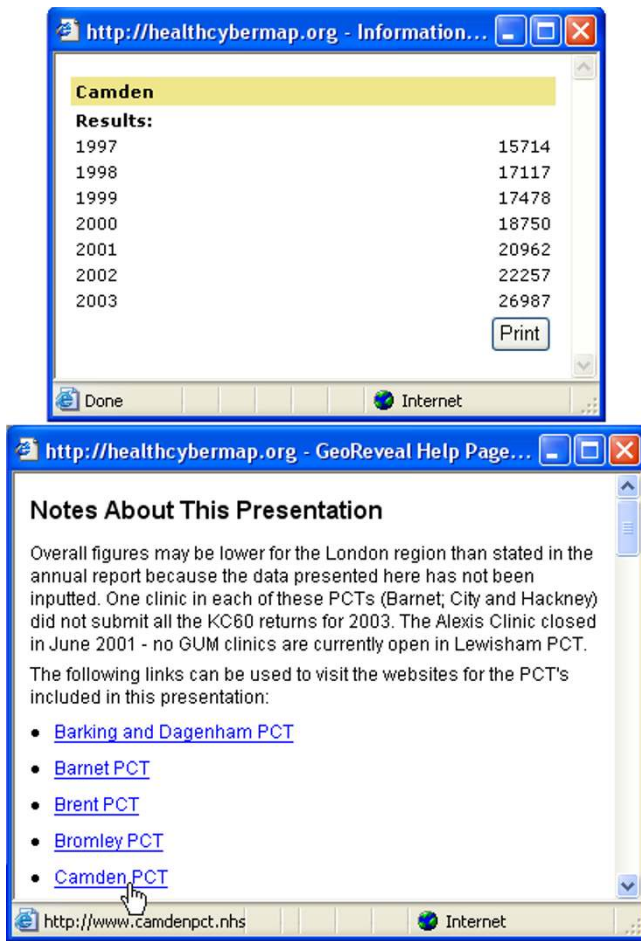 http://healthcybermap.org - Information...
Camden
Results:
1997 15714
1998 17117
1999 17478
2000 18750
2001 20962
2002 22257
2003 26987
Print
Done Internet
http://healthcybermap.org - GeoReveal Help Page...
Notes About This Presentation
Overall figures may be lower for the London region than stated in the
annual report because the data presented here has not been
inputted. One clinic in each of these PCTs (Barnet; City and Hackney)
did not submit all the KC60 returns for 2003. The Alexis Clinic closed
in June 2001 - no GUM clinics are currently open in Lewisham PCT.
The following links can be used to visit the websites for the PCT's
included in this presentation:
• Barking and Dagenham PCT
• Barnet PCT
• Brent PCT
• Bromley PCT
• Camden PCT
http://www.camdenpct.nhs Internet